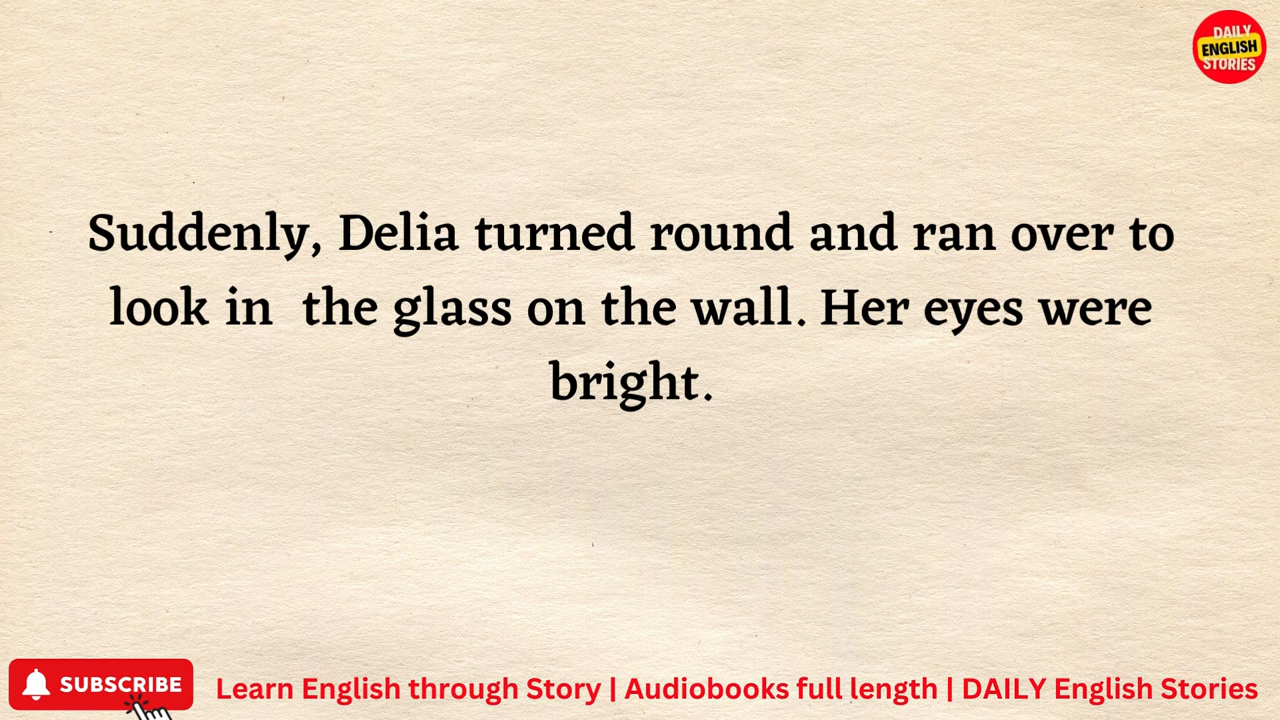 DAILY
ENGLISH
STORIES
Suddenly, Delia turned round and ran over to
look in  the glass on the wall. Her eyes were
bright.
SUBSCRIBE
Learn English through Story | Audiobooks full length | DAILY English Stories